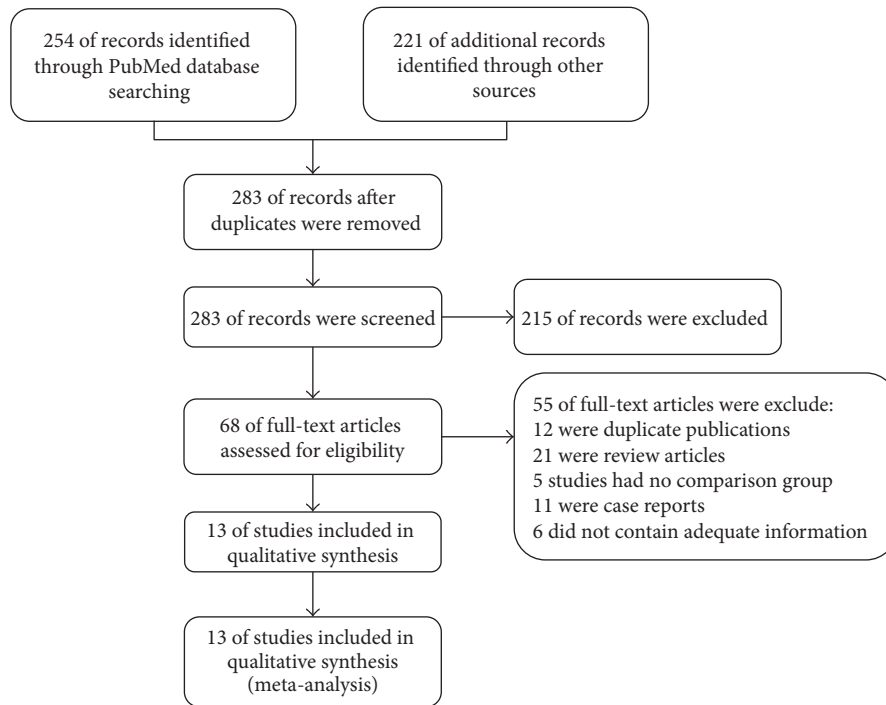 254 of records identified
through PubMed database
searching
221 of additional records
identified through other
sources
283 of records after
duplicates were removed
283 of records were screened
215 of records were excluded
68 of full-text articles
assessed for eligibility
55 of full-text articles were exclude:
12 were duplicate publications
21 were review articles
5 studies had no comparison group
11 were case reports
6 did not contain adequate information
13 of studies included in
qualitative synthesis
13 of studies included in
qualitative synthesis
(meta-analysis)